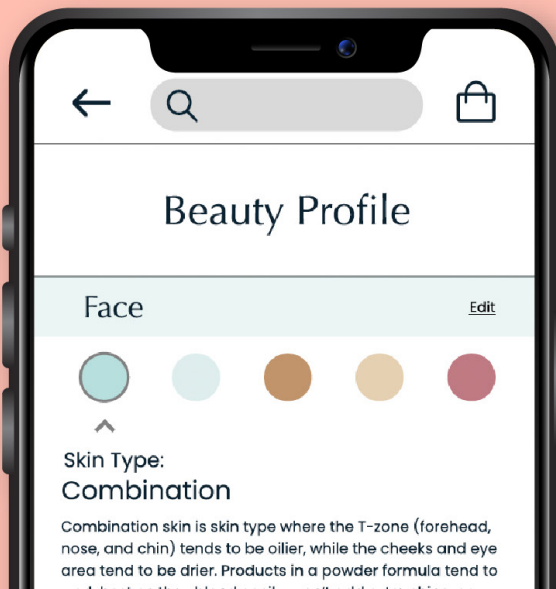 Beauty Profile
Face
Edit
Skin Type:
Combination
Combination skin is skin type where the T-zone (forehead,
nose, and chin) tends to be oilier, while the cheeks and eye
area tend to be drier. Products in a powder formula tend to